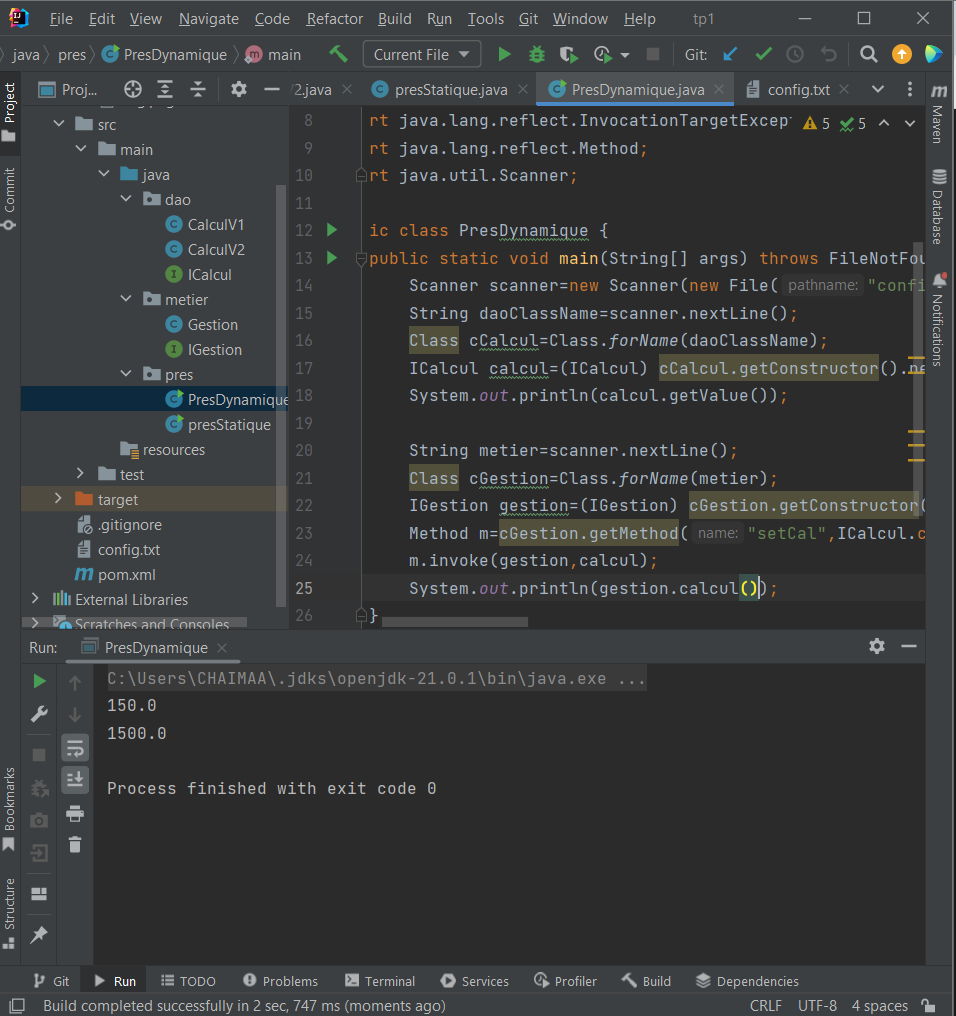 File Edit View Navigate Code Refactor Build Run Tools Git Window Help tp1
java pres PresDynamique main Current File Git:
Proj... /2.java presStatique.java PresDynamique.java config.txt
src
main
java
dao
CalculV1
CalculV2
ICalcul
metier
Gestion
IGestion
pres
PresDynamique
presStatique
resources
test
target
.gitignore
config.txt
pom.xml
External Libraries
Scratches and Consoles
8 rt java.lang.reflect.InvocationTargetExcep 5 5
9 rt java.lang.reflect.Method;
10 rt java.util.Scanner;
11
12 ic class PresDynamique {
13 public static void main(String[] args) throws FileNotFou
14 Scanner scanner=new Scanner(new File( pathname: "confi
15 String daoClassName=scanner.nextLine();
16 Class cCalcul=Class.forName(daoClassName);
17 ICalcul calcul=(ICalcul) cCalcul.getConstructor().ne
18 System.out.println(calcul.getValue());
19
20 String metier=scanner.nextLine();
21 Class cGestion=Class.forName(metier);
22 IGestion gestion=(IGestion) cGestion.getConstructor(
23 Method m=cGestion.getMethod( name: "setCal",ICalcul.c
24 m.invoke(gestion,calcul);
25 System.out.println(gestion.calcul());
26 }
Project
Commit
Bookmarks
Structure
Maven
Database
Notifications
Run: PresDynamique
C:\Users\CHAIMAA\.jdks\openjdk-21.0.1\bin\java.exe ...
150.0
1500.0
Process finished with exit code 0
Git Run TODO Problems Terminal Services Profiler Build Dependencies
Build completed successfully in 2 sec, 747 ms (moments ago) CRLF UTF-8 4 spaces